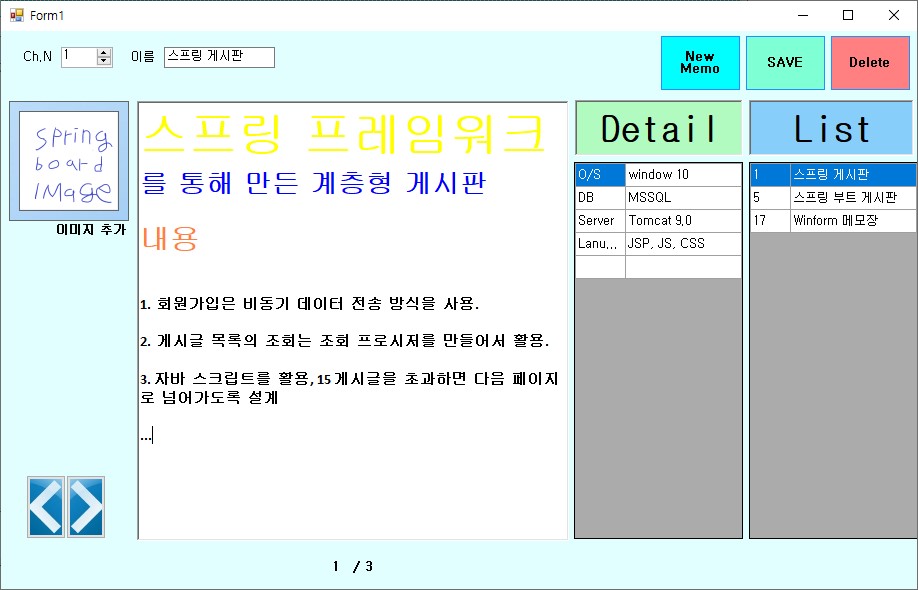 Form1
Ch.N 1 이름 스프링 게시판
New
Memo
SAVE
Delete
spring
board
IMage
이미지 추가
스프링 프레임워크
를 통해 만든 계층형 게시판
내용
1. 회원가입은 비동기 데이터 전송 방식을 사용.
2. 게시글 목록의 조회는 조회 프로시저를 만들어서 활용.
3. 자바 스크립트를 활용, 15 게시글을 초과하면 다음 페이지
로 넘어가도록 설계
...
Detail
O/S window 10
DB MSSQL
Server Tomcat 9.0
Lanu... JSP, JS, CSS
List
1 스프링 게시판
5 스프링 부트 게시판
17 Winform 메모장
1 / 3